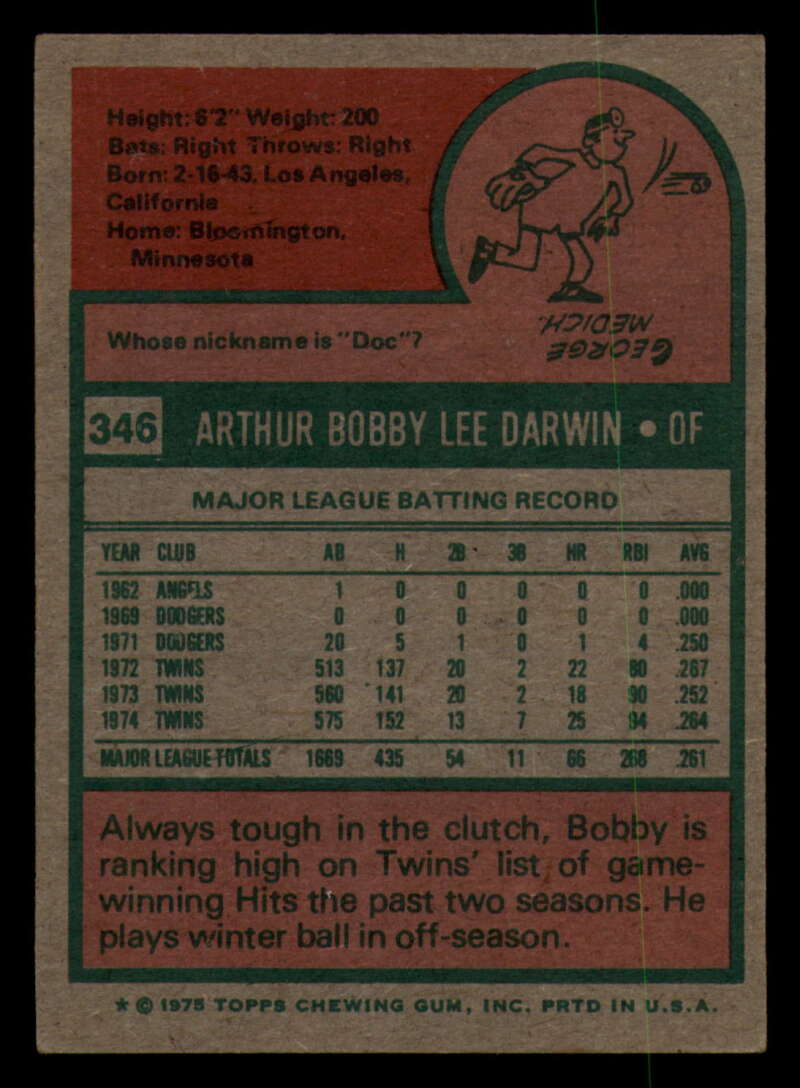 Height: 6'2" Weight: 200
Bats: Right Throws: Right
Born: 2-16-43, Los Angeles,
California
Home: Bloomington,
Minnesota
Whose nickname is "Doc"?
GEORGE
MEDICH.
346 ARTHUR BOBBY LEE DARWIN • OF
MAJOR LEAGUE BATTING RECORD
YEAR CLUB AB H 2B 3B HR RBI AVG
1962 ANGELS 1 0 0 0 0 0 .000
1969 DODGERS 0 0 0 0 0 0 .000
1971 DODGERS 20 5 1 0 1 4 .250
1972 TWINS 513 137 20 2 22 80 .267
1973 TWINS 560 141 20 2 18 90 .252
1974 TWINS 575 152 13 7 25 94 .264
MAJOR LEAGUE TOTALS 1669 435 54 11 66 268 .261
Always tough in the clutch, Bobby is
ranking high on Twins' list of game-
winning Hits the past two seasons. He
plays winter ball in off-season.
* © 1975 TOPPS CHEWING GUM, INC. PRTD IN U.S.A.